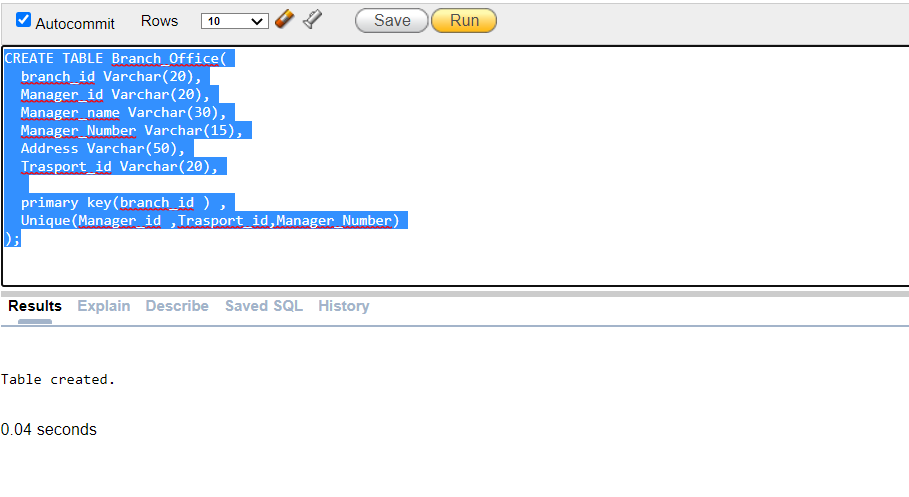 Autocommit Rows 10 Save Run
CREATE TABLE Branch_Office(
branch_id Varchar(20),
Manager_id Varchar(20),
Manager_name Varchar(30),
Manager_Number Varchar(15),
Address Varchar(50),
Trasport_id Varchar(20),
primary key(branch_id ) ,
Unique(Manager_id ,Trasport_id,Manager_Number)
);
Results Explain Describe Saved SQL History
Table created.
0.04 seconds